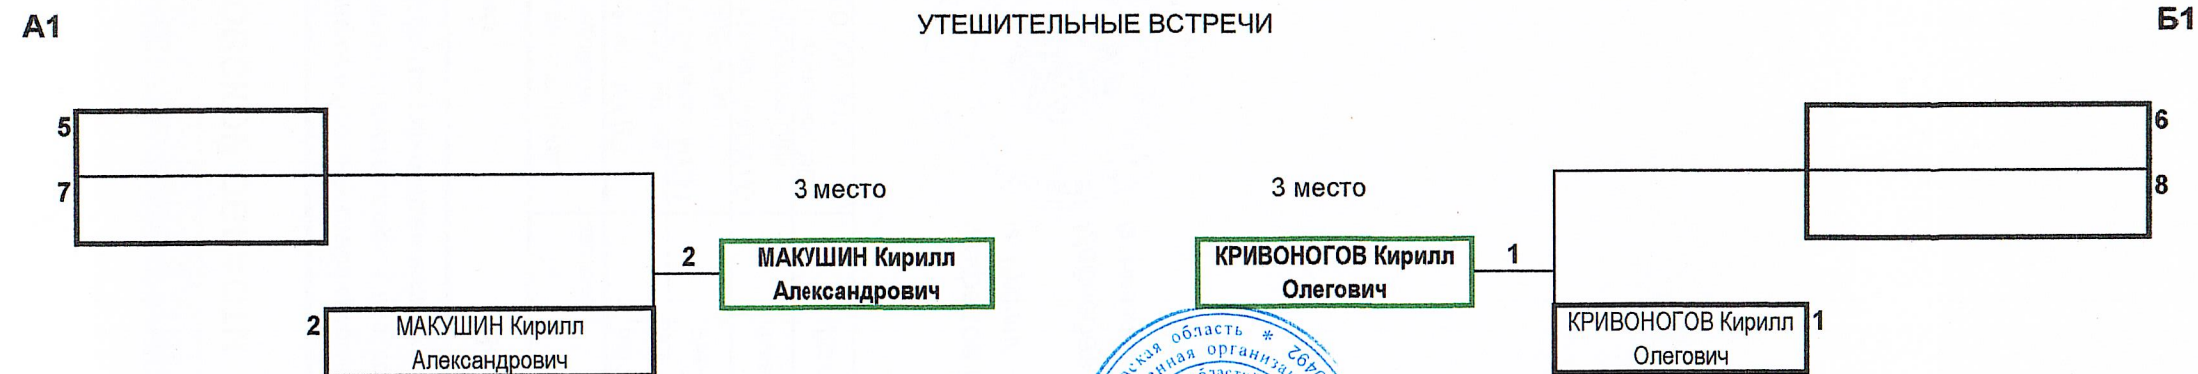 А1
УТЕШИТЕЛЬНЫЕ ВСТРЕЧИ
Б1
5
7
6
8
3 место
3 место
2
МАКУШИН Кирилл
Александрович
КРИВОНОГОВ Кирилл
Олегович
1
2
МАКУШИН Кирилл
Александрович
КРИВОНОГОВ Кирилл
Олегович
1
область *